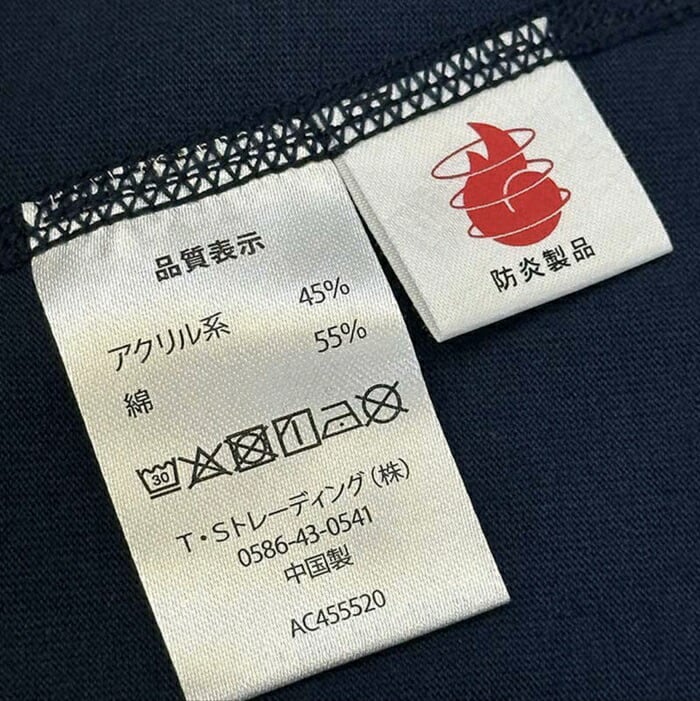 品質表示
アクリル系 45%
綿 55%
30
T・Sトレーディング(株)
0586-43-0541
中国製
AC455520
防炎製品